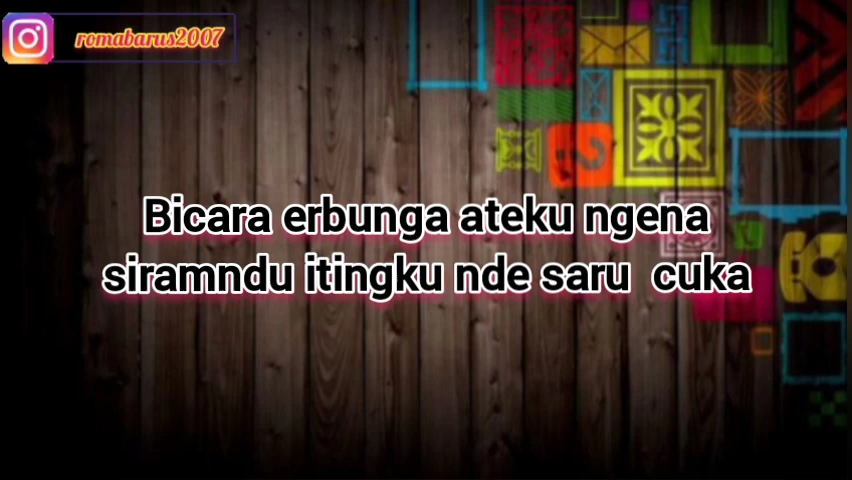 romabarus2007
Bicara erbunga ateku ngena
siramndu itingku nde saru cuka